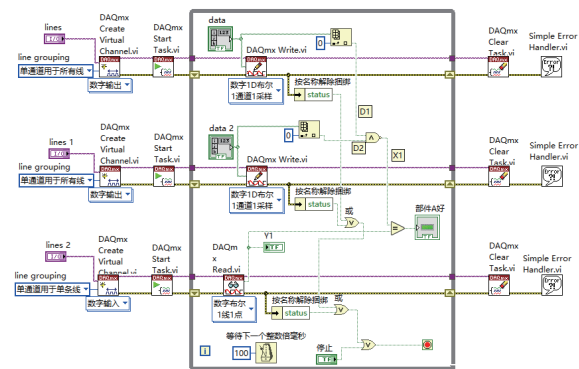 lines
DAQmx
Create
Virtual
Channel.vi
DAQmx
Start
Task.vi
data
DAQmx
Clear
Task.vi
Simple Error
Handler.vi
line grouping
单通道用于所有线
数字输出
DAQmx Write.vi
0
数字1D布尔
1通道1采样
按名称解除捆绑
status
D1
lines 1
DAQmx
Create
Virtual
Channel.vi
DAQmx
Start
Task.vi
data 2
0
D2
X1
DAQmx
Clear
Task.vi
Simple Error
Handler.vi
line grouping
单通道用于所有线
数字输出
DAQmx Write.vi
数字1D布尔
1通道1采样
按名称解除捆绑
status
或
部件A好
TF
lines 2
DAQmx
Create
Virtual
Channel.vi
DAQmx
Start
Task.vi
DAQm
x
Read.vi
Y1
TF
DAQmx
Clear
Task.vi
Simple Error
Handler.vi
line grouping
单通道用于单条线
数字输入
数字布尔
1线1点
按名称解除捆绑
status
或
等待下一个整数倍毫秒
i
100
停止
TF